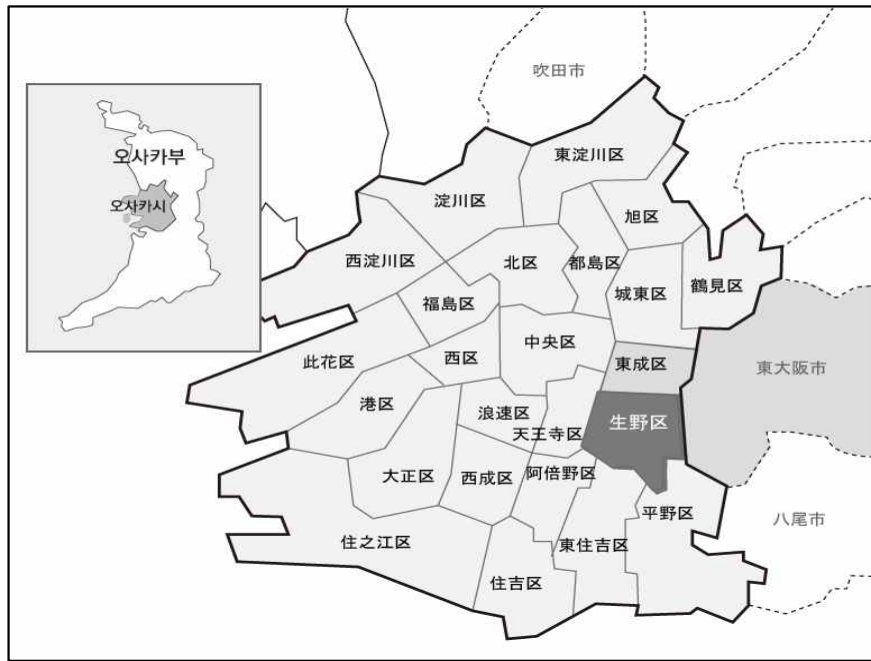 吹田市
東淀川区
오사카부
淀川区
旭区
오사카시
西淀川区
北区
都島区
鶴見区
城東区
福島区
中央区
此花区
西区
東成区
東大阪市
港区
浪速区
天王寺区
生野区
大正区
西成区
阿倍野区
平野区
八尾市
住之江区
東住吉区
住吉区